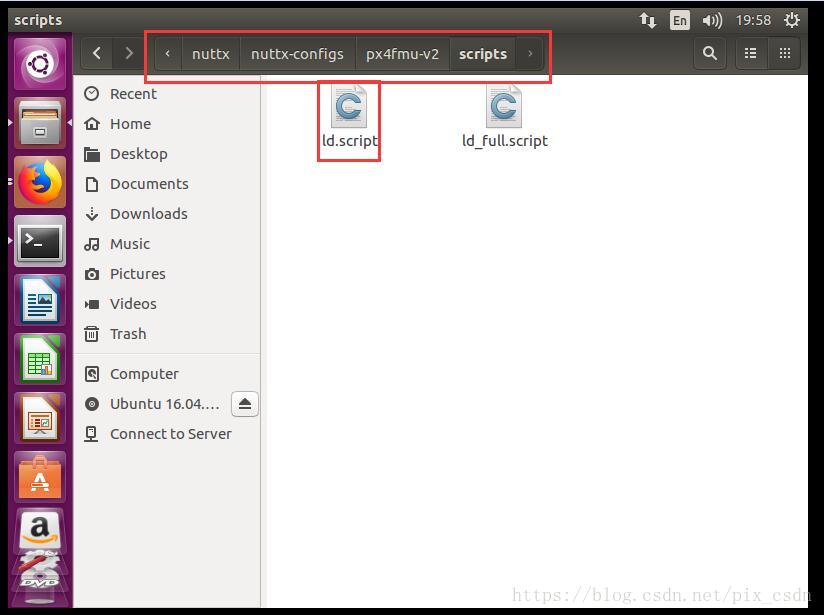 scripts
En
19:58
nuttx nuttx-configs px4fmu-v2 scripts
Recent
Home
Desktop
Documents
Downloads
Music
Pictures
Videos
Trash
Computer
Ubuntu 16.04.…
Connect to Server
ld.script
ld_full.script
DVD
https://blog.csdn.net/pix_csdn